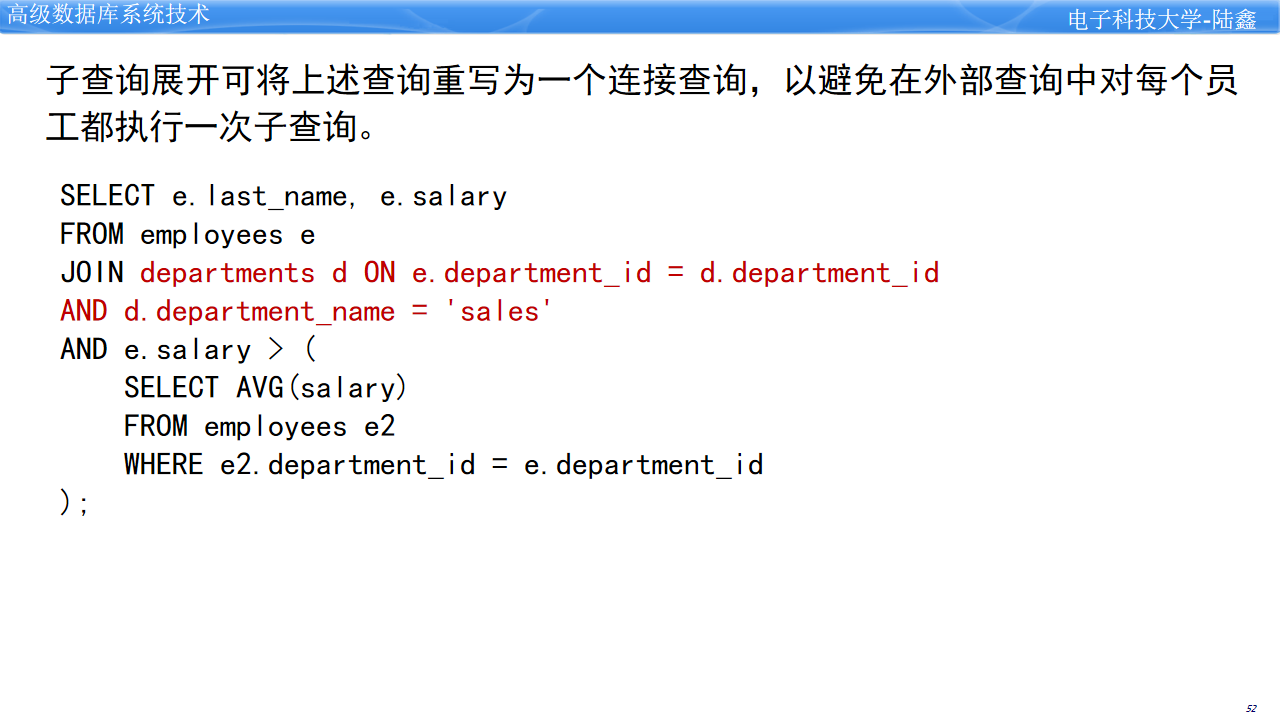 高级数据库系统技术
电子科技大学-陆鑫
子查询展开可将上述查询重写为一个连接查询，以避免在外部查询中对每个员
工都执行一次子查询。
SELECT e.last_name, e.salary
FROM employees e
JOIN departments d ON e.department_id = d.department_id
AND d.department_name = 'sales'
AND e.salary > (
SELECT AVG(salary)
FROM employees e2
WHERE e2.department_id = e.department_id
);
52